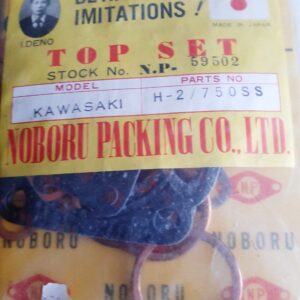 IMITATIONS !
I.DENO
MADE IN JAPAN
TOP SET
STOCK No. N.P- 59502
MODEL
PARTS NO
KAWASAKI
H-2/750SS
NOBORU PACKING CO., LTD.
N.P
NOBORU
NOBORU